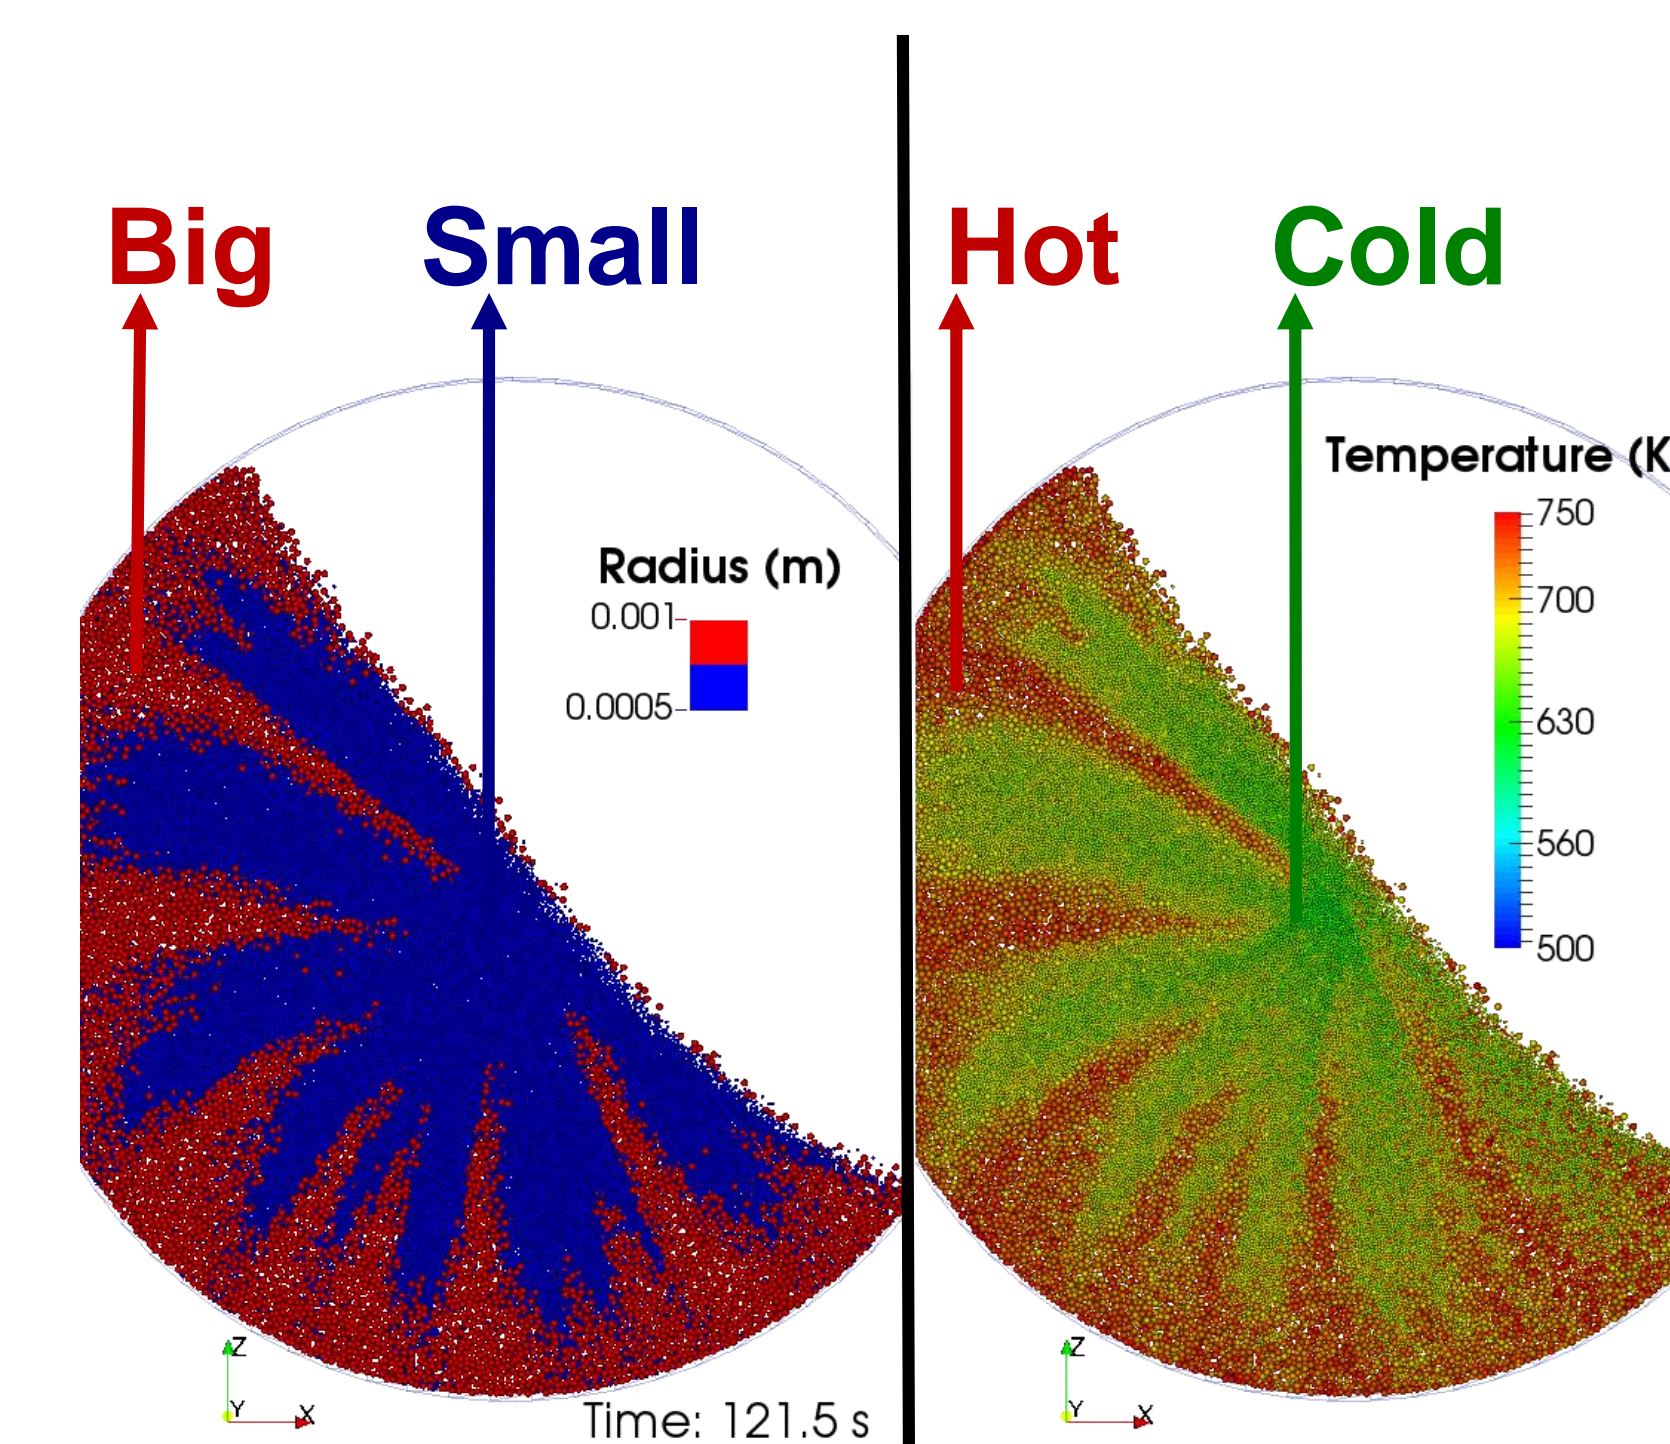 Big
Small
Radius (m)
0.001
0.0005
Z
Y
X
Time: 121.5 s
Hot
Cold
Temperature (K
750
700
630
560
500
Z
Y
X